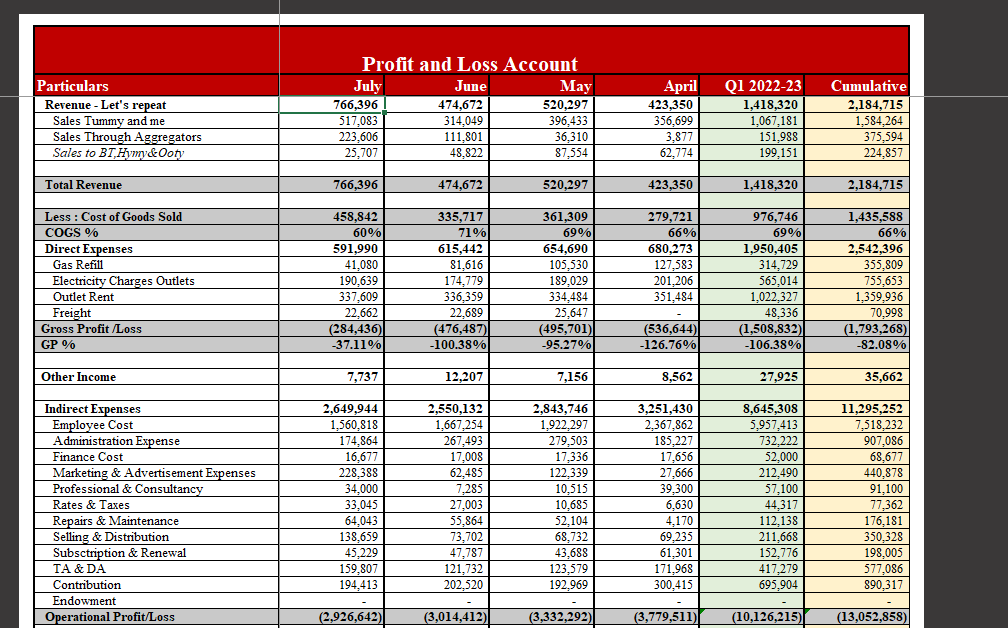 Profit and Loss Account
Particulars July June May April Q1 2022-23 Cumulative
Revenue - Let's repeat 766,396 474,672 520,297 423,350 1,418,320 2,184,715
Sales Tummy and me 517,083 314,049 396,433 356,699 1,067,181 1,584,264
Sales Through Aggregators 223,606 111,801 36,310 3,877 151,988 375,594
Sales to BT,Hymy&Ooty 25,707 48,822 87,554 62,774 199,151 224,857
Total Revenue 766,396 474,672 520,297 423,350 1,418,320 2,184,715
Less : Cost of Goods Sold 458,842 335,717 361,309 279,721 976,746 1,435,588
COGS % 60% 71% 69% 66% 69% 66%
Direct Expenses 591,990 615,442 654,690 680,273 1,950,405 2,542,396
Gas Refill 41,080 81,616 105,530 127,583 314,729 355,809
Electricity Charges Outlets 190,639 174,779 189,029 201,206 565,014 755,653
Outlet Rent 337,609 336,359 334,484 351,484 1,022,327 1,359,936
Freight 22,662 22,689 25,647 - 48,336 70,998
Gross Profit /Loss (284,436) (476,487) (495,701) (536,644) (1,508,832) (1,793,268)
GP % -37.11% -100.38% -95.27% -126.76% -106.38% -82.08%
Other Income 7,737 12,207 7,156 8,562 27,925 35,662
Indirect Expenses 2,649,944 2,550,132 2,843,746 3,251,430 8,645,308 11,295,252
Employee Cost 1,560,818 1,667,254 1,922,297 2,367,862 5,957,413 7,518,232
Administration Expense 174,864 267,493 279,503 185,227 732,222 907,086
Finance Cost 16,677 17,008 17,336 17,656 52,000 68,677
Marketing & Advertisement Expenses 228,388 62,485 122,339 27,666 212,490 440,878
Professional & Consultancy 34,000 7,285 10,515 39,300 57,100 91,100
Rates & Taxes 33,045 27,003 10,685 6,630 44,317 77,362
Repairs & Maintenance 64,043 55,864 52,104 4,170 112,138 176,181
Selling & Distribution 138,659 73,702 68,732 69,235 211,668 350,328
Subsctription & Renewal 45,229 47,787 43,688 61,301 152,776 198,005
TA & DA 159,807 121,732 123,579 171,968 417,279 577,086
Contribution 194,413 202,520 192,969 300,415 695,904 890,317
Endowment - - - - - -
Operational Profit/Loss (2,926,642) (3,014,412) (3,332,292) (3,779,511) (10,126,215) (13,052,858)